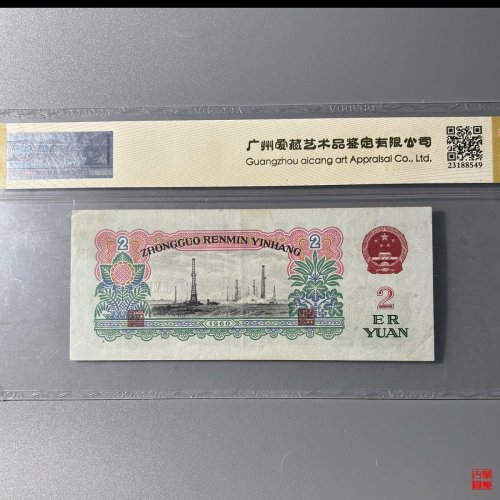 广州爱藏艺术品鉴定有限公司
Guangzhou aicang art Appraisal Co., Ltd.
23188549
ZHONGGUO RENMIN YINHANG
2
2
1960
2
ER
YUAN